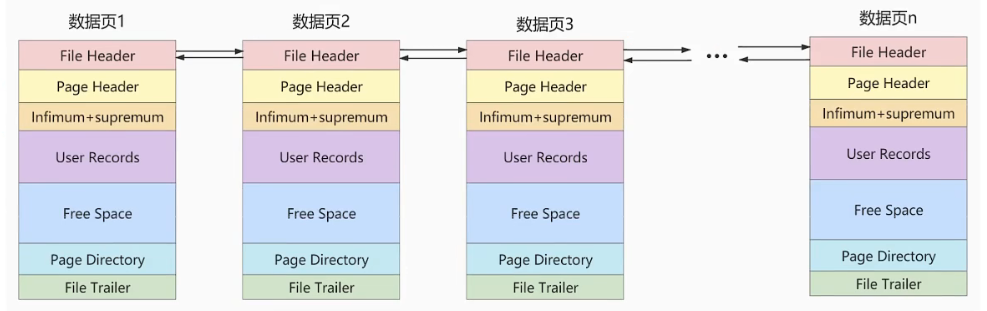 数据页1
File Header
Page Header
Infimum+supremum
User Records
Free Space
Page Directory
File Trailer
数据页2
File Header
Page Header
Infimum+supremum
User Records
Free Space
Page Directory
File Trailer
数据页3
File Header
Page Header
Infimum+supremum
User Records
Free Space
Page Directory
File Trailer
...
数据页n
File Header
Page Header
Infimum+supremum
User Records
Free Space
Page Directory
File Trailer